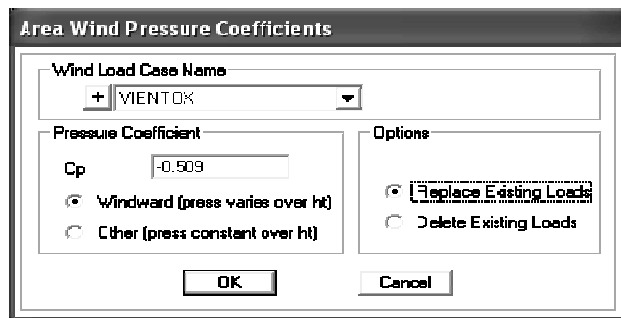 Area Wind Pressure Coefficients
Wind Load Case Name
+ VIENTOX
Pressure Coefficient
Cp -0.509
Windward (press varies over ht)
Other (press constant over ht)
Options
Replace Existing Loads
Delete Existing Loads
OK Cancel